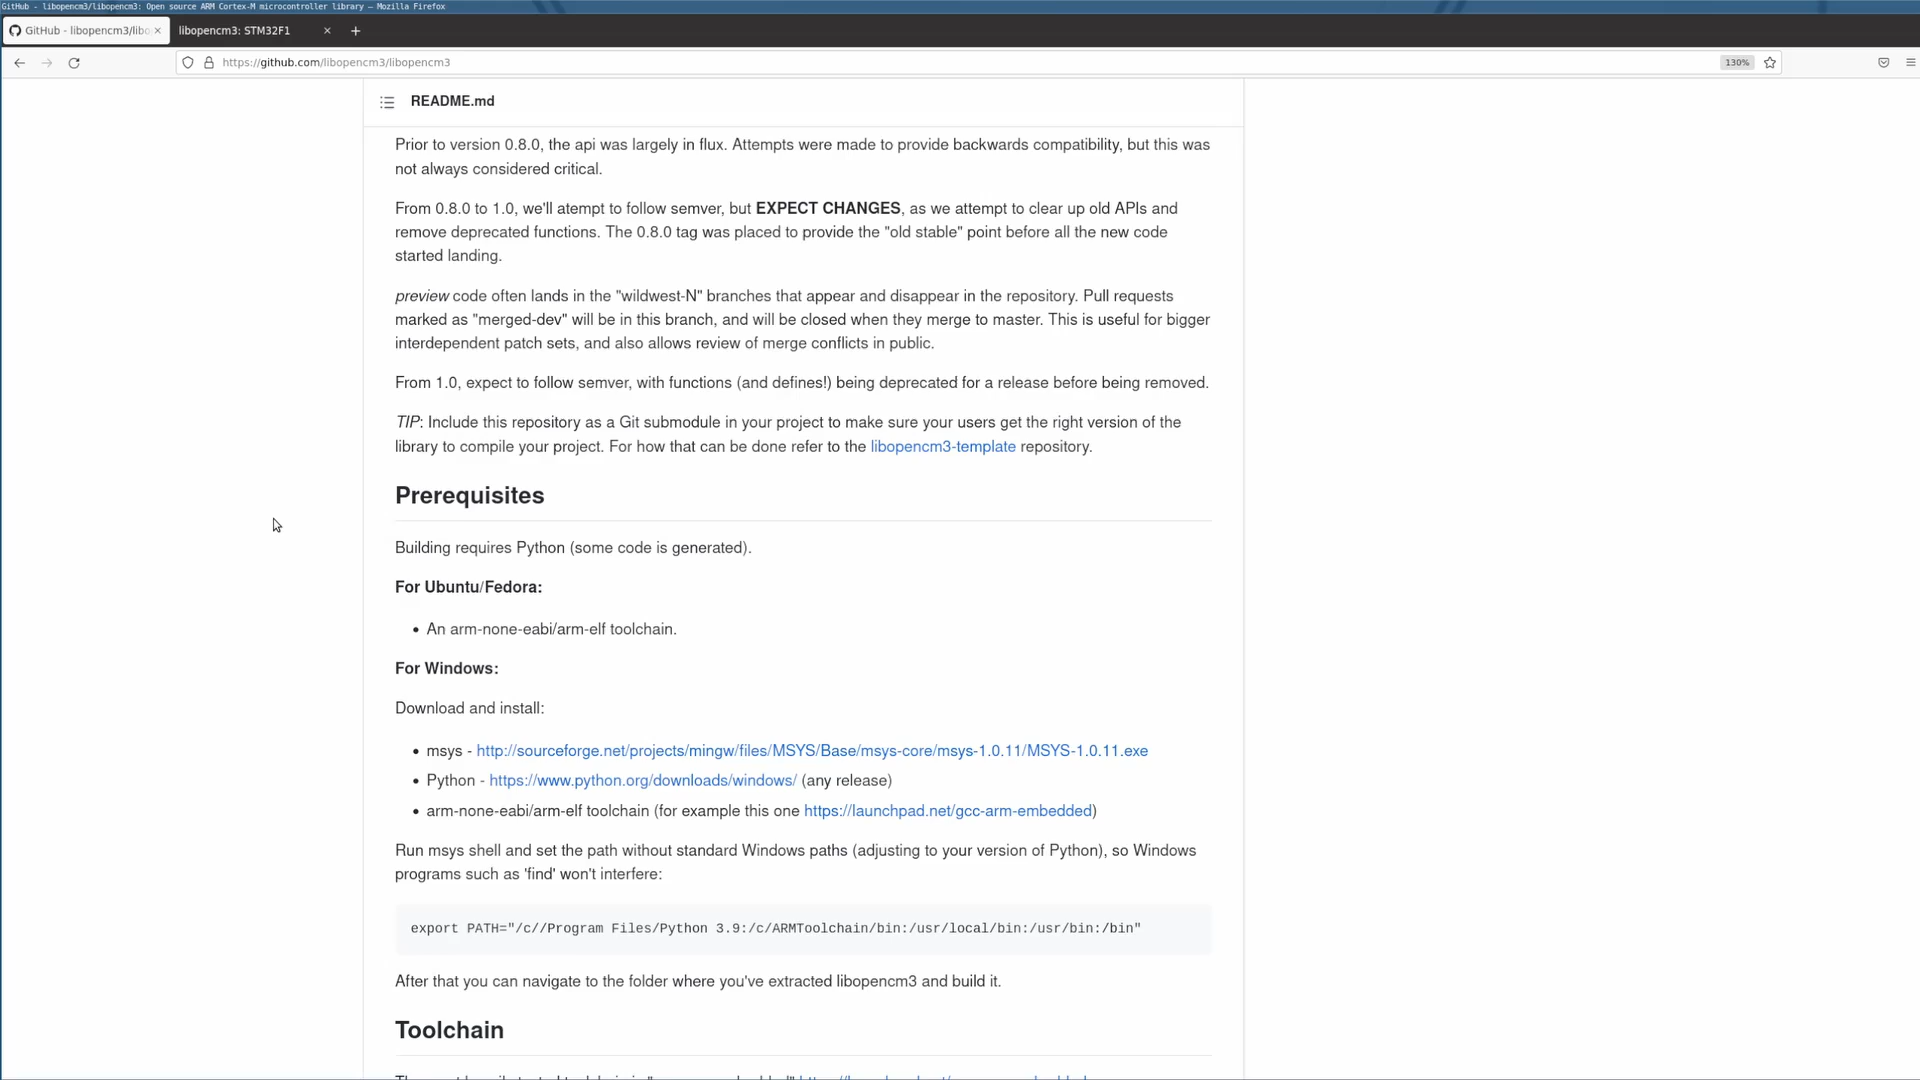 GitHub - libopencm3/libopencm3: Open source ARM Cortex-M microcontroller library — Mozilla Firefox
GitHub - libopencm3/libo
libopencm3: STM32F1
https://github.com/libopencm3/libopencm3
130%
README.md
Prior to version 0.8.0, the api was largely in flux. Attempts were made to provide backwards compatibility, but this was
not always considered critical.
From 0.8.0 to 1.0, we'll atempt to follow semver, but EXPECT CHANGES, as we attempt to clear up old APIs and
remove deprecated functions. The 0.8.0 tag was placed to provide the "old stable" point before all the new code
started landing.
preview code often lands in the "wildwest-N" branches that appear and disappear in the repository. Pull requests
marked as "merged-dev" will be in this branch, and will be closed when they merge to master. This is useful for bigger
interdependent patch sets, and also allows review of merge conflicts in public.
From 1.0, expect to follow semver, with functions (and defines!) being deprecated for a release before being removed.
TIP: Include this repository as a Git submodule in your project to make sure your users get the right version of the
library to compile your project. For how that can be done refer to the libopencm3-template repository.
Prerequisites
Building requires Python (some code is generated).
For Ubuntu/Fedora:
• An arm-none-eabi/arm-elf toolchain.
For Windows:
Download and install:
• msys - http://sourceforge.net/projects/mingw/files/MSYS/Base/msys-core/msys-1.0.11/MSYS-1.0.11.exe
• Python - https://www.python.org/downloads/windows/ (any release)
• arm-none-eabi/arm-elf toolchain (for example this one https://launchpad.net/gcc-arm-embedded)
Run msys shell and set the path without standard Windows paths (adjusting to your version of Python), so Windows
programs such as 'find' won't interfere:
export PATH="/c//Program Files/Python 3.9:/c/ARMToolchain/bin:/usr/local/bin:/usr/bin:/bin"
After that you can navigate to the folder where you've extracted libopencm3 and build it.
Toolchain